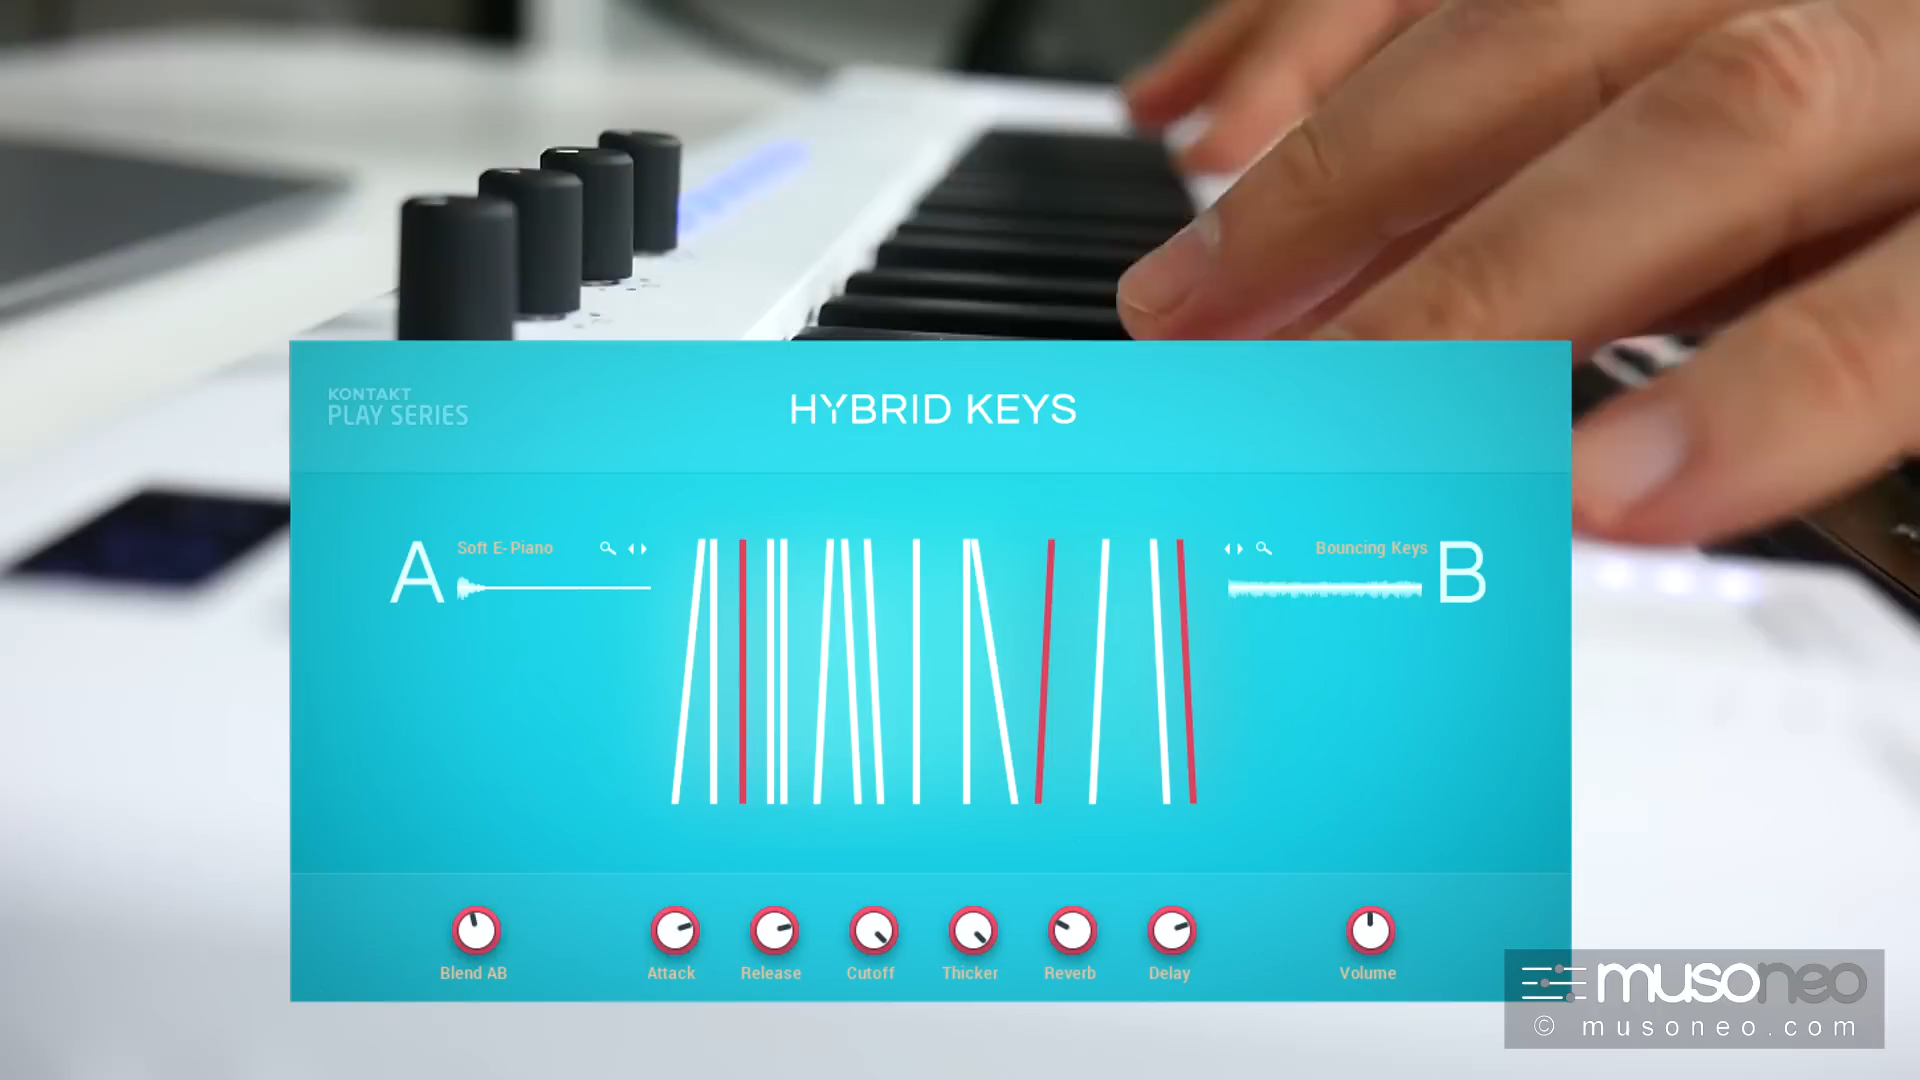 KONTAKT
PLAY SERIES
HYBRID KEYS
A
Soft E-Piano
Bouncing Keys
B
Blend AB
Attack
Release
Cutoff
Thicker
Reverb
Delay
Volume
musoneo
© musoneo.com